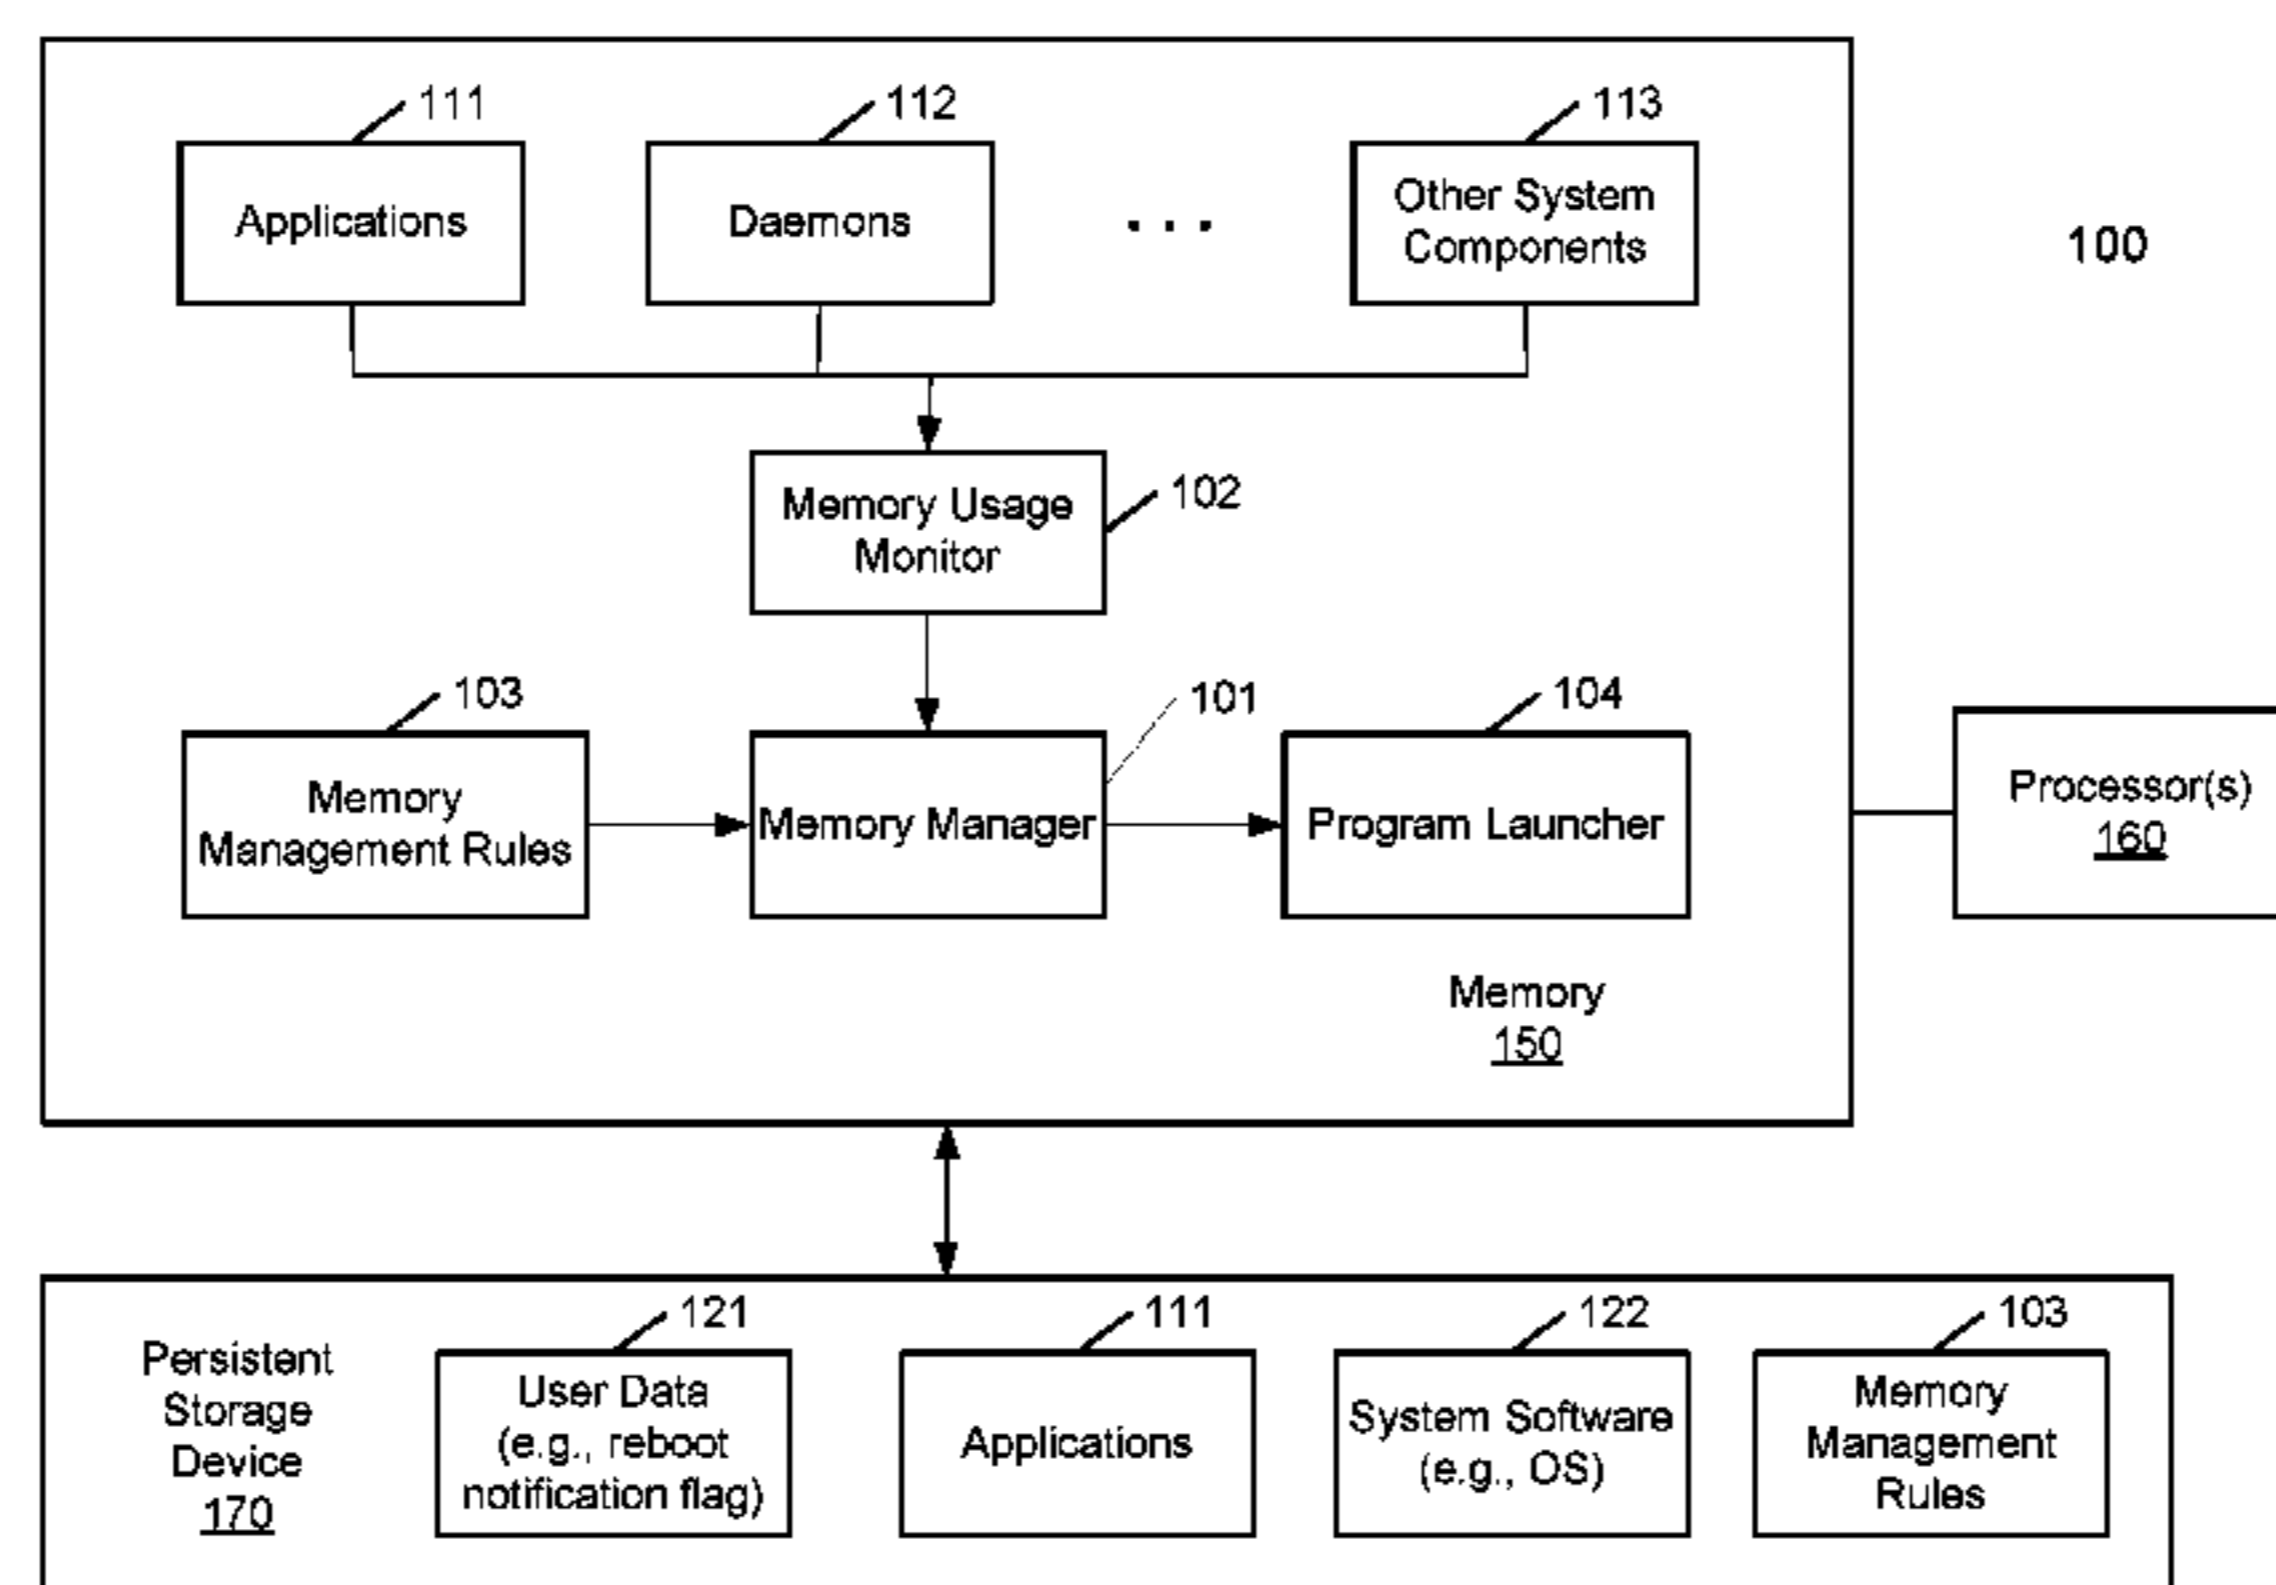 111
112
113
Applications
Daemons
. . .
Other System
Components
100
Memory Usage
Monitor
102
103
101
104
Memory
Management Rules
Memory Manager
Program Launcher
Processor(s)
160
Memory
150
121
111
122
103
Persistent
Storage
Device
170
User Data
(e.g., reboot
notification flag)
Applications
System Software
(e.g., OS)
Memory
Management
Rules